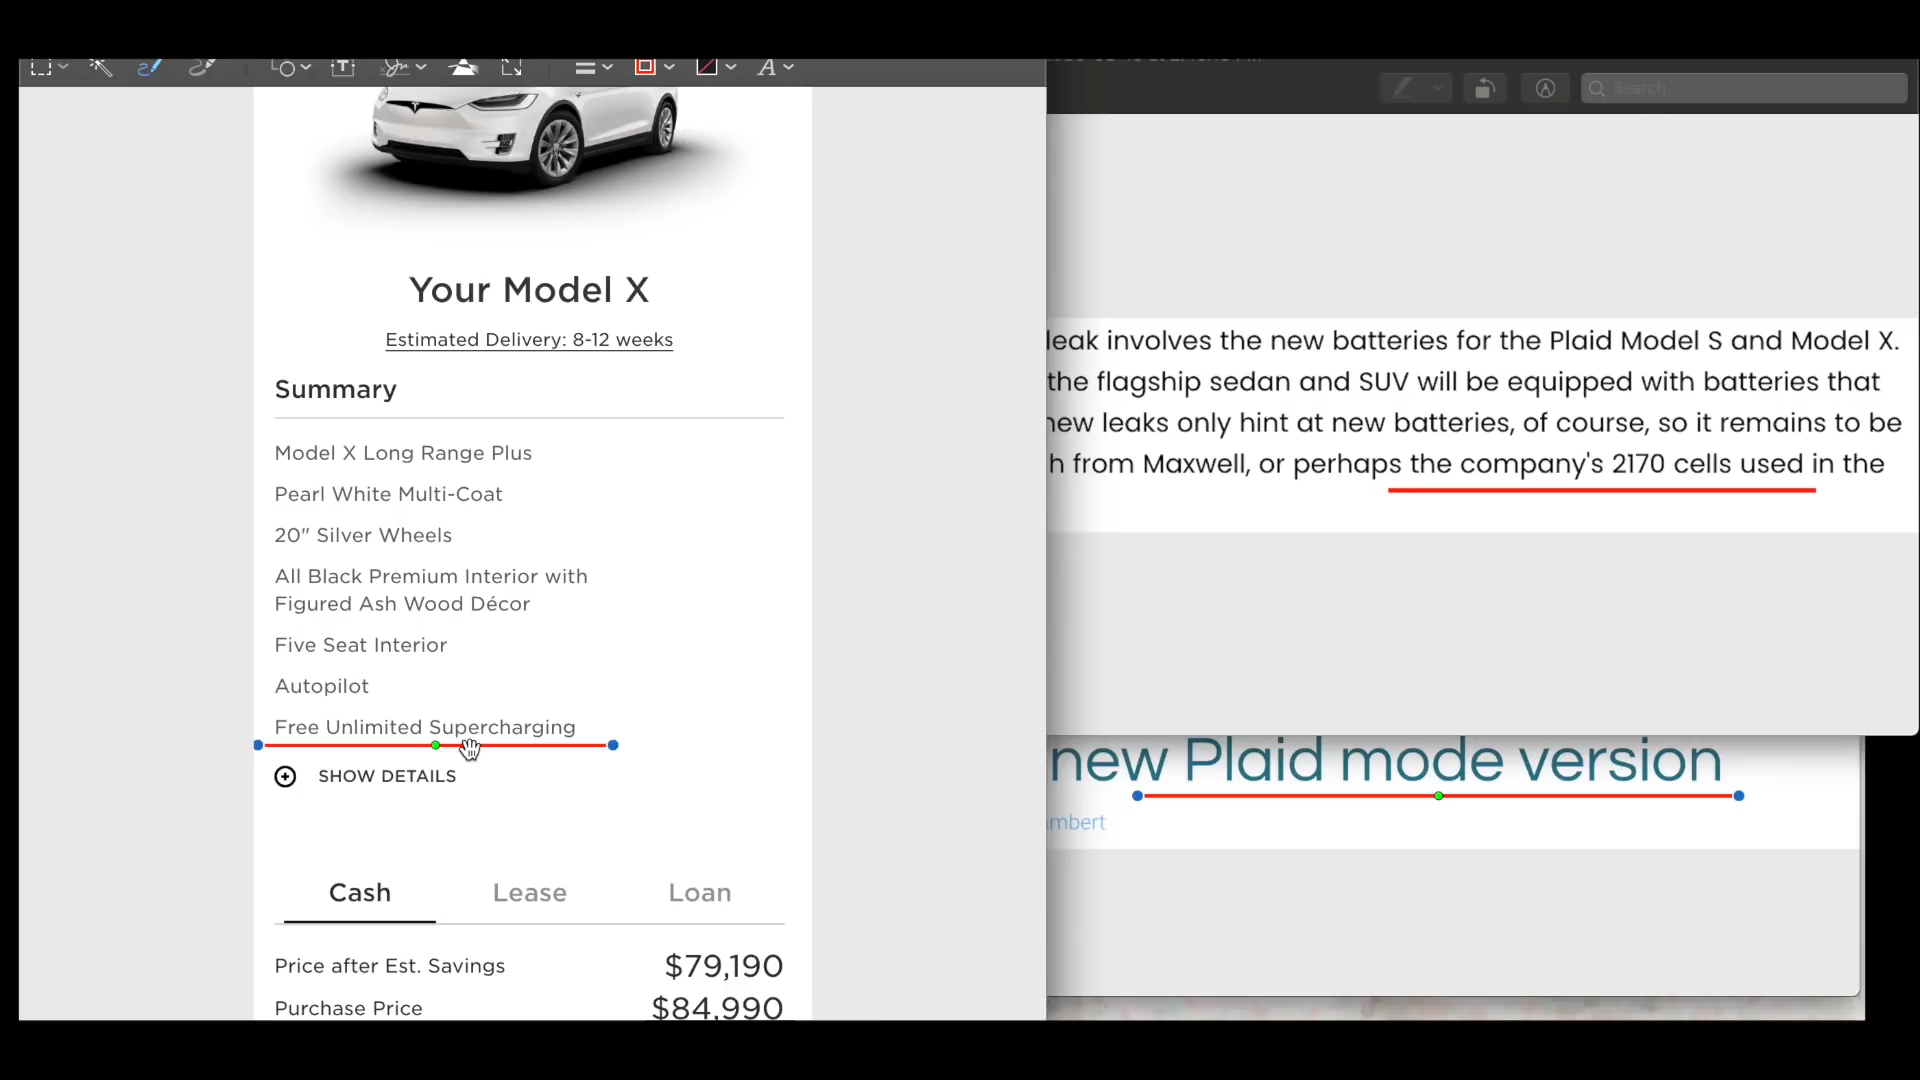 Search
Your Model X
Estimated Delivery: 8-12 weeks
Summary
Model X Long Range Plus
Pearl White Multi-Coat
20" Silver Wheels
All Black Premium Interior with
Figured Ash Wood Décor
Five Seat Interior
Autopilot
Free Unlimited Supercharging
SHOW DETAILS
Cash Lease Loan
Price after Est. Savings $79,190
Purchase Price $84,990
leak involves the new batteries for the Plaid Model S and Model X.
the flagship sedan and SUV will be equipped with batteries that
new leaks only hint at new batteries, of course, so it remains to be
h from Maxwell, or perhaps the company's 2170 cells used in the
new Plaid mode version
mbert